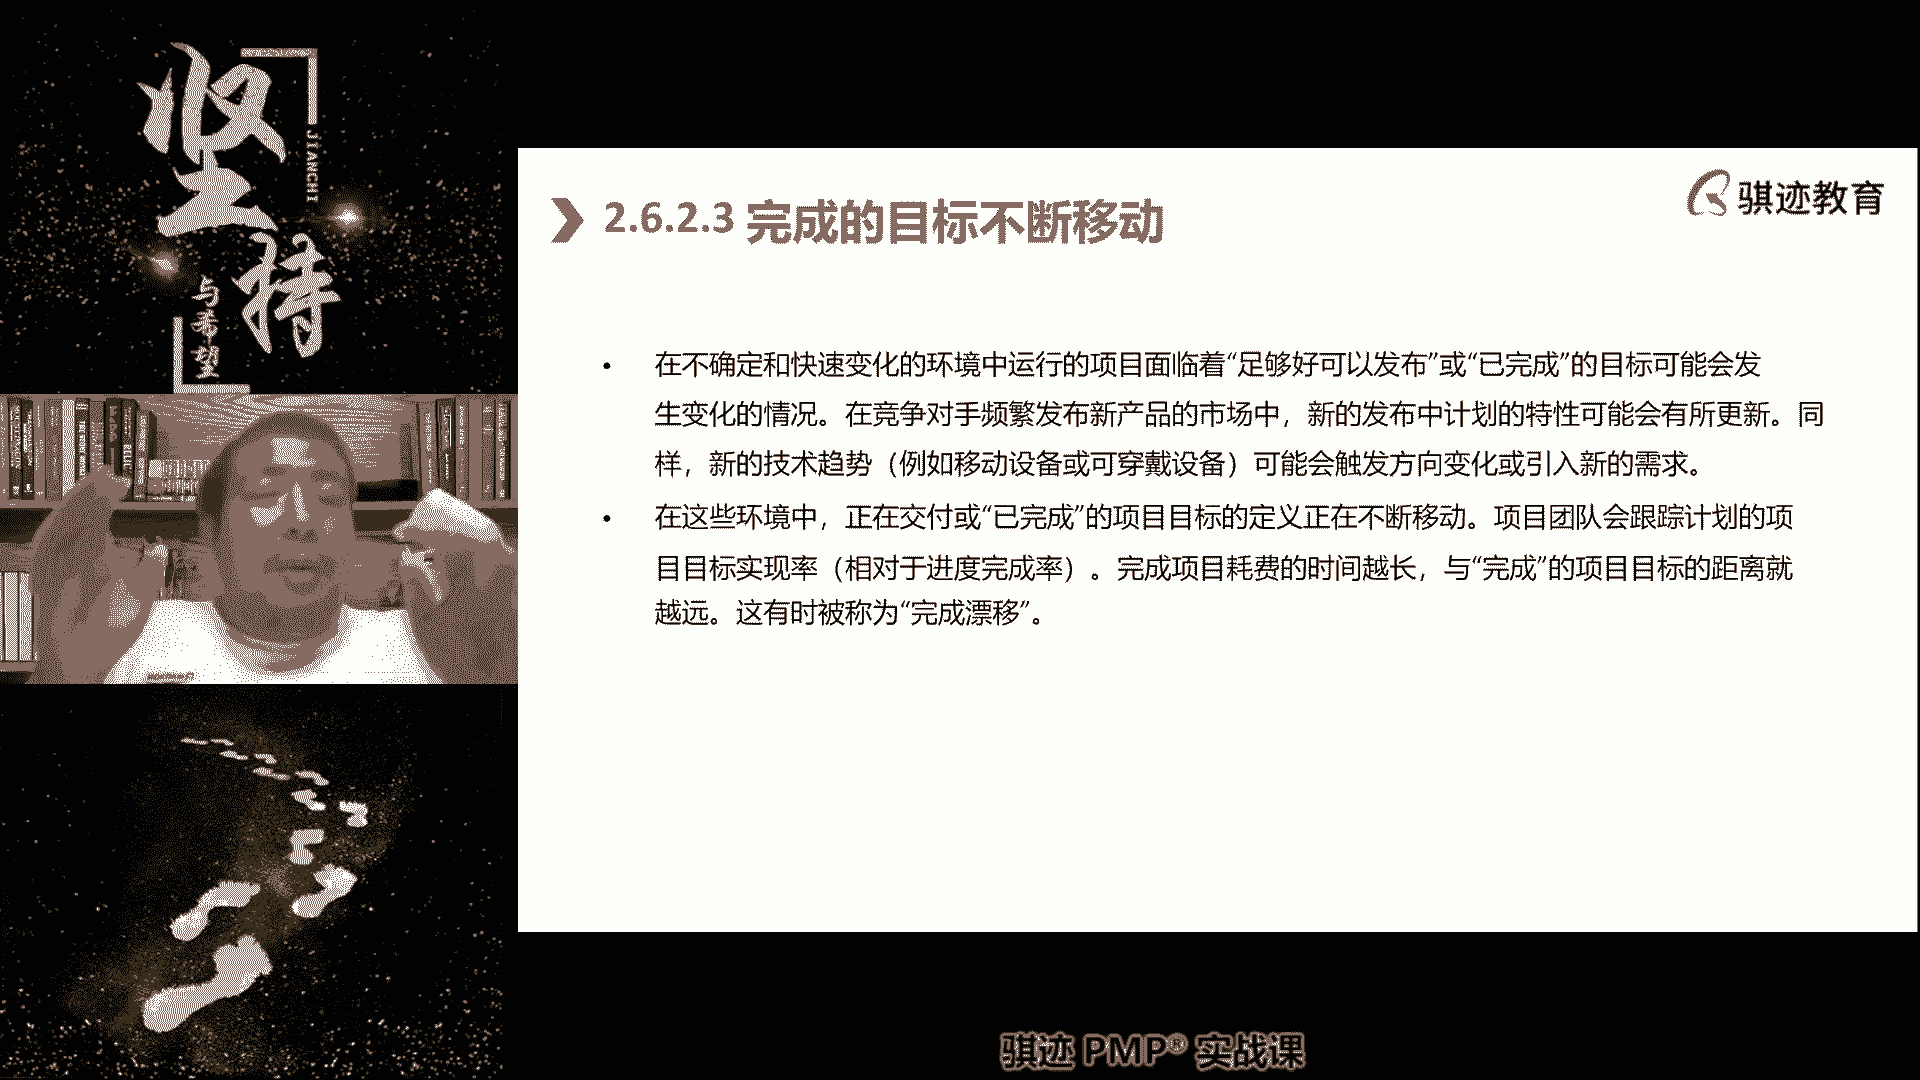 坚持
JIANCHI
与希望
骐迹教育
2.6.2.3 完成的目标不断移动
• 在不确定和快速变化的环境中运行的项目面临着“足够好可以发布”或“已完成”的目标可能会发
生变化的情况。在竞争对手频繁发布新产品的市场中，新的发布中计划的特性可能会有所更新。同
样，新的技术趋势（例如移动设备或可穿戴设备）可能会触发方向变化或引入新的需求。
• 在这些环境中，正在交付或“已完成”的项目目标的定义正在不断移动。项目团队会跟踪计划的项
目目标实现率（相对于进度完成率）。完成项目耗费的时间越长，与“完成”的项目目标的距离就
越远。这有时被称为“完成漂移”。
骐迹 PMP® 实战课